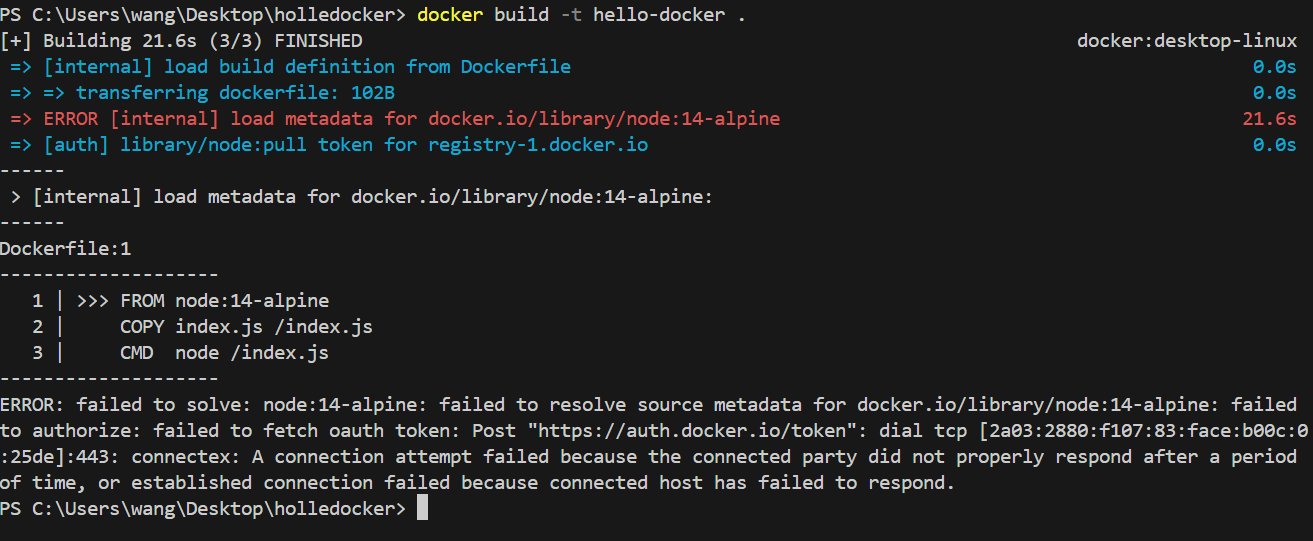 PS C:\Users\wang\Desktop\holledocker> docker build -t hello-docker .
[+] Building 21.6s (3/3) FINISHED docker:desktop-linux
=> [internal] load build definition from Dockerfile 0.0s
=> => transferring dockerfile: 102B 0.0s
=> ERROR [internal] load metadata for docker.io/library/node:14-alpine 21.6s
=> [auth] library/node:pull token for registry-1.docker.io 0.0s
------
> [internal] load metadata for docker.io/library/node:14-alpine:
------
Dockerfile:1
--------------------
1 | >>> FROM node:14-alpine
2 | COPY index.js /index.js
3 | CMD node /index.js
--------------------
ERROR: failed to solve: node:14-alpine: failed to resolve source metadata for docker.io/library/node:14-alpine: failed
to authorize: failed to fetch oauth token: Post "https://auth.docker.io/token": dial tcp [2a03:2880:f107:83:face:b00c:0
:25de]:443: connectex: A connection attempt failed because the connected party did not properly respond after a period
of time, or established connection failed because connected host has failed to respond.
PS C:\Users\wang\Desktop\holledocker>